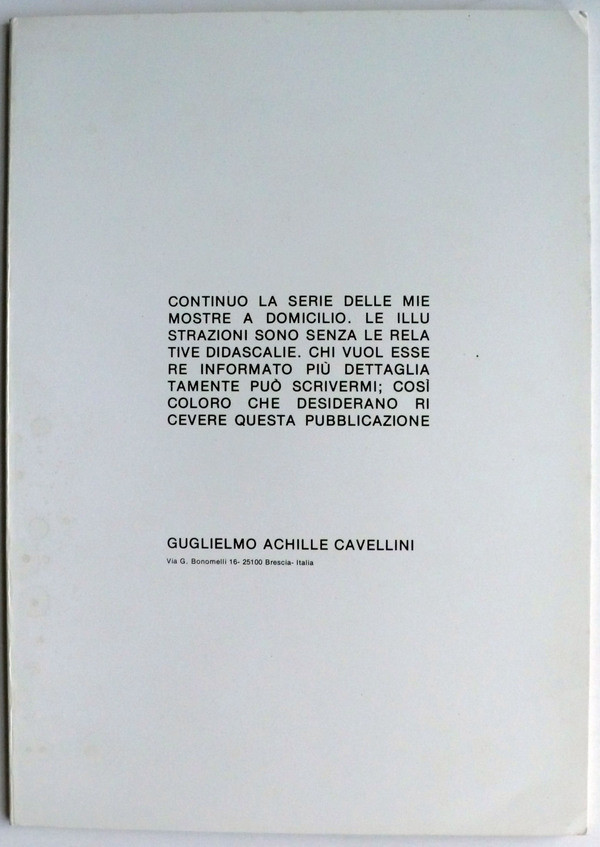 CONTINUO LA SERIE DELLE MIE
MOSTRE A DOMICILIO. LE ILLU
STRAZIONI SONO SENZA LE RELA
TIVE DIDASCALIE. CHI VUOL ESSE
RE INFORMATO PIÙ DETTAGLIA
TAMENTE PUÒ SCRIVERMI; COSÌ
COLORO CHE DESIDERANO RI
CEVERE QUESTA PUBBLICAZIONE
GUGLIELMO ACHILLE CAVELLINI
Via G. Bonomelli 16- 25100 Brescia- Italia